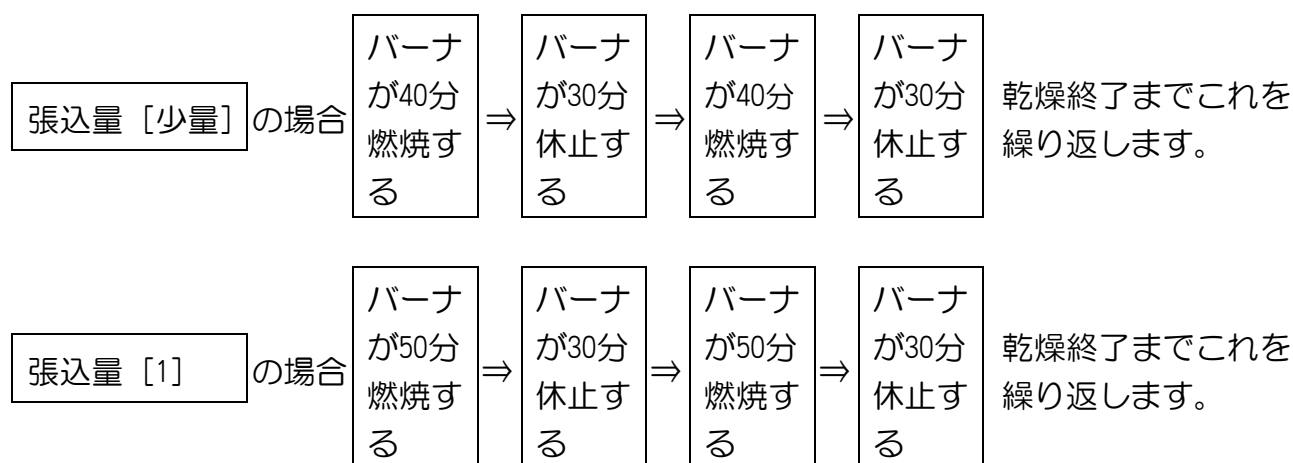 張込量［少量］の場合
バーナ
が40分
燃焼す
る
⇒
バーナ
が30分
休止す
る
⇒
バーナ
が40分
燃焼す
る
⇒
バーナ
が30分
休止す
る
乾燥終了までこれを
繰り返します。
張込量［1］の場合
バーナ
が50分
燃焼す
る
⇒
バーナ
が30分
休止す
る
⇒
バーナ
が50分
燃焼す
る
⇒
バーナ
が30分
休止す
る
乾燥終了までこれを
繰り返します。